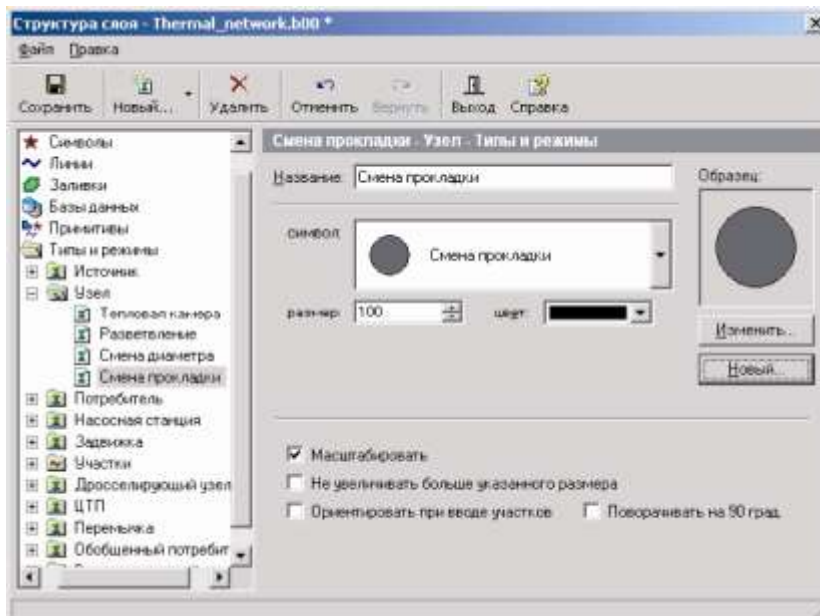 Структура слоя - Thermal_network.b00 *
Файл Правка
Сохранить Новый... Удалить Отменить Вернуть Выход Справка
Символы
Линии
Заливки
Базы данных
Примитивы
Типы и режимы
Источник
Узел
Тепловая камера
Разветвление
Смена диаметра
Смена прокладки
Потребитель
Насосная станция
Задвижка
Участки
Дросселирующий узел
ЦТП
Перемычка
Обобщенный потребит
Смена прокладки - Узел - Типы и режимы
Название: Смена прокладки
Образец:
символ: Смена прокладки
размер: 100 цвет:
Изменить...
Новый...
Масштабировать
Не увеличивать больше указанного размера
Ориентировать при вводе участков Поворачивать на 90 град.